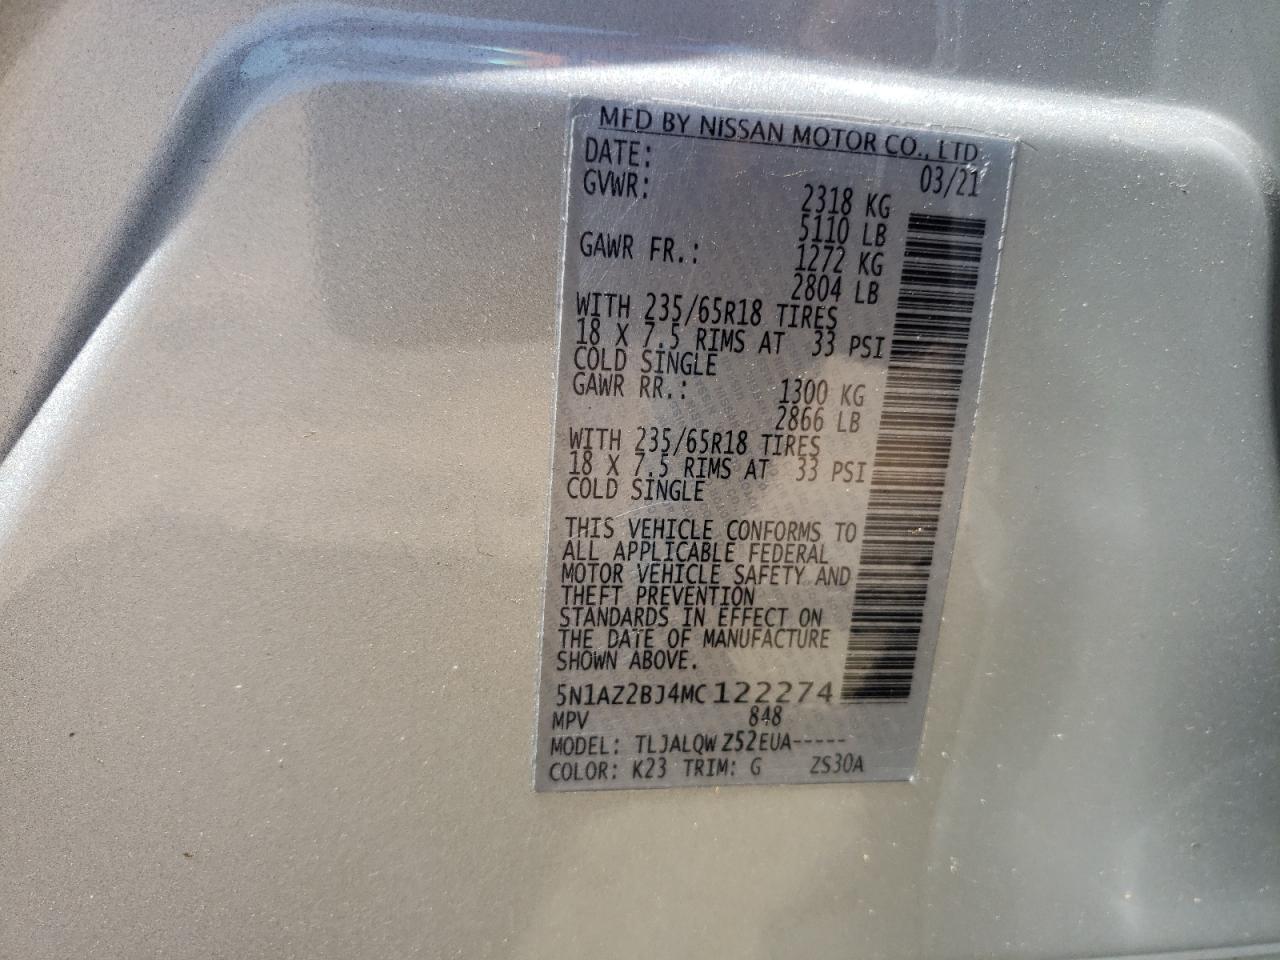 MFD BY NISSAN MOTOR CO., LTD.
DATE: 03/21
GVWR: 2318 KG
5110 LB
GAWR FR.: 1272 KG
2804 LB
WITH 235/65R18 TIRES
18 X 7.5 RIMS AT 33 PSI
COLD SINGLE
GAWR RR.: 1300 KG
2866 LB
WITH 235/65R18 TIRES
18 X 7.5 RIMS AT 33 PSI
COLD SINGLE
THIS VEHICLE CONFORMS TO
ALL APPLICABLE FEDERAL
MOTOR VEHICLE SAFETY AND
THEFT PREVENTION
STANDARDS IN EFFECT ON
THE DATE OF MANUFACTURE
SHOWN ABOVE.
5N1AZ2BJ4MC122274
MPV 848
MODEL: TLJALQW Z52EUA-----
COLOR: K23 TRIM: G ZS30A